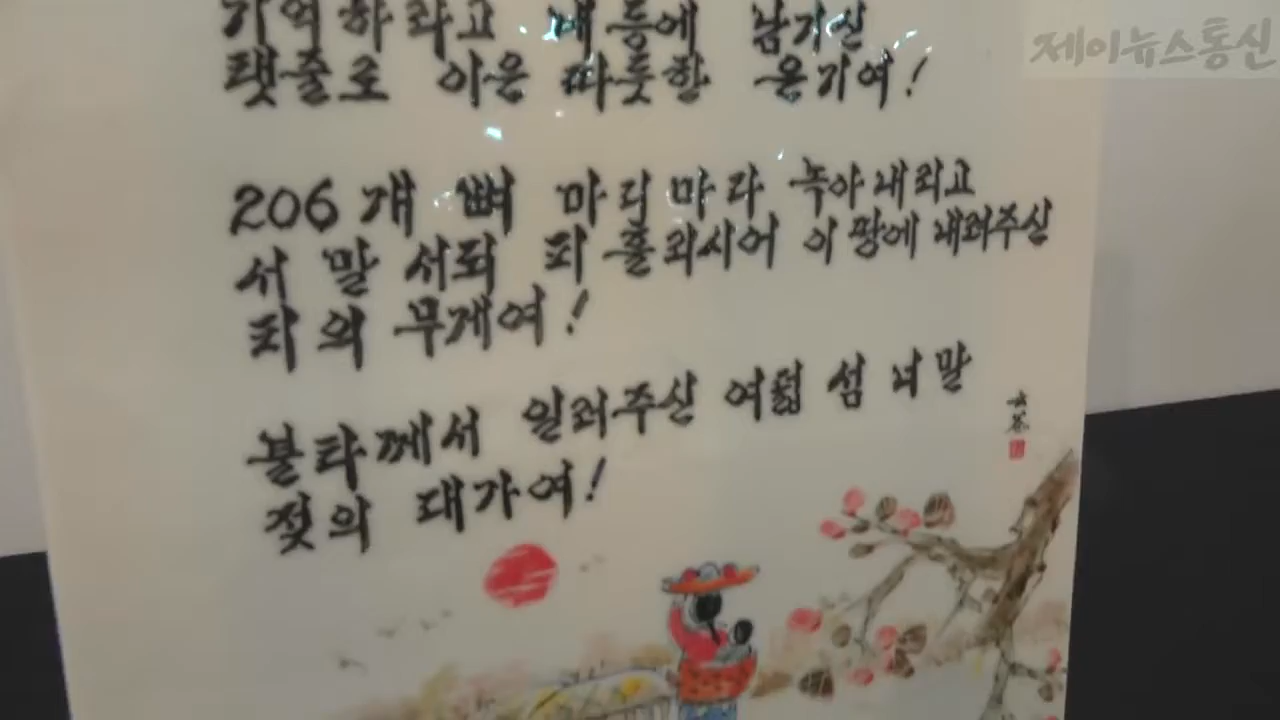 기억하라고 내 등에 남기신
탯줄로 이은 따뜻한 온기여!
206개 뼈 마디마다 녹아내리고
서 말 서되 피 흘리시어 이 땅에 내려주신
피의 무게여!
붇타께서 일러주신 여덟 섬 너말
젖의 대가여!
제이뉴스통신